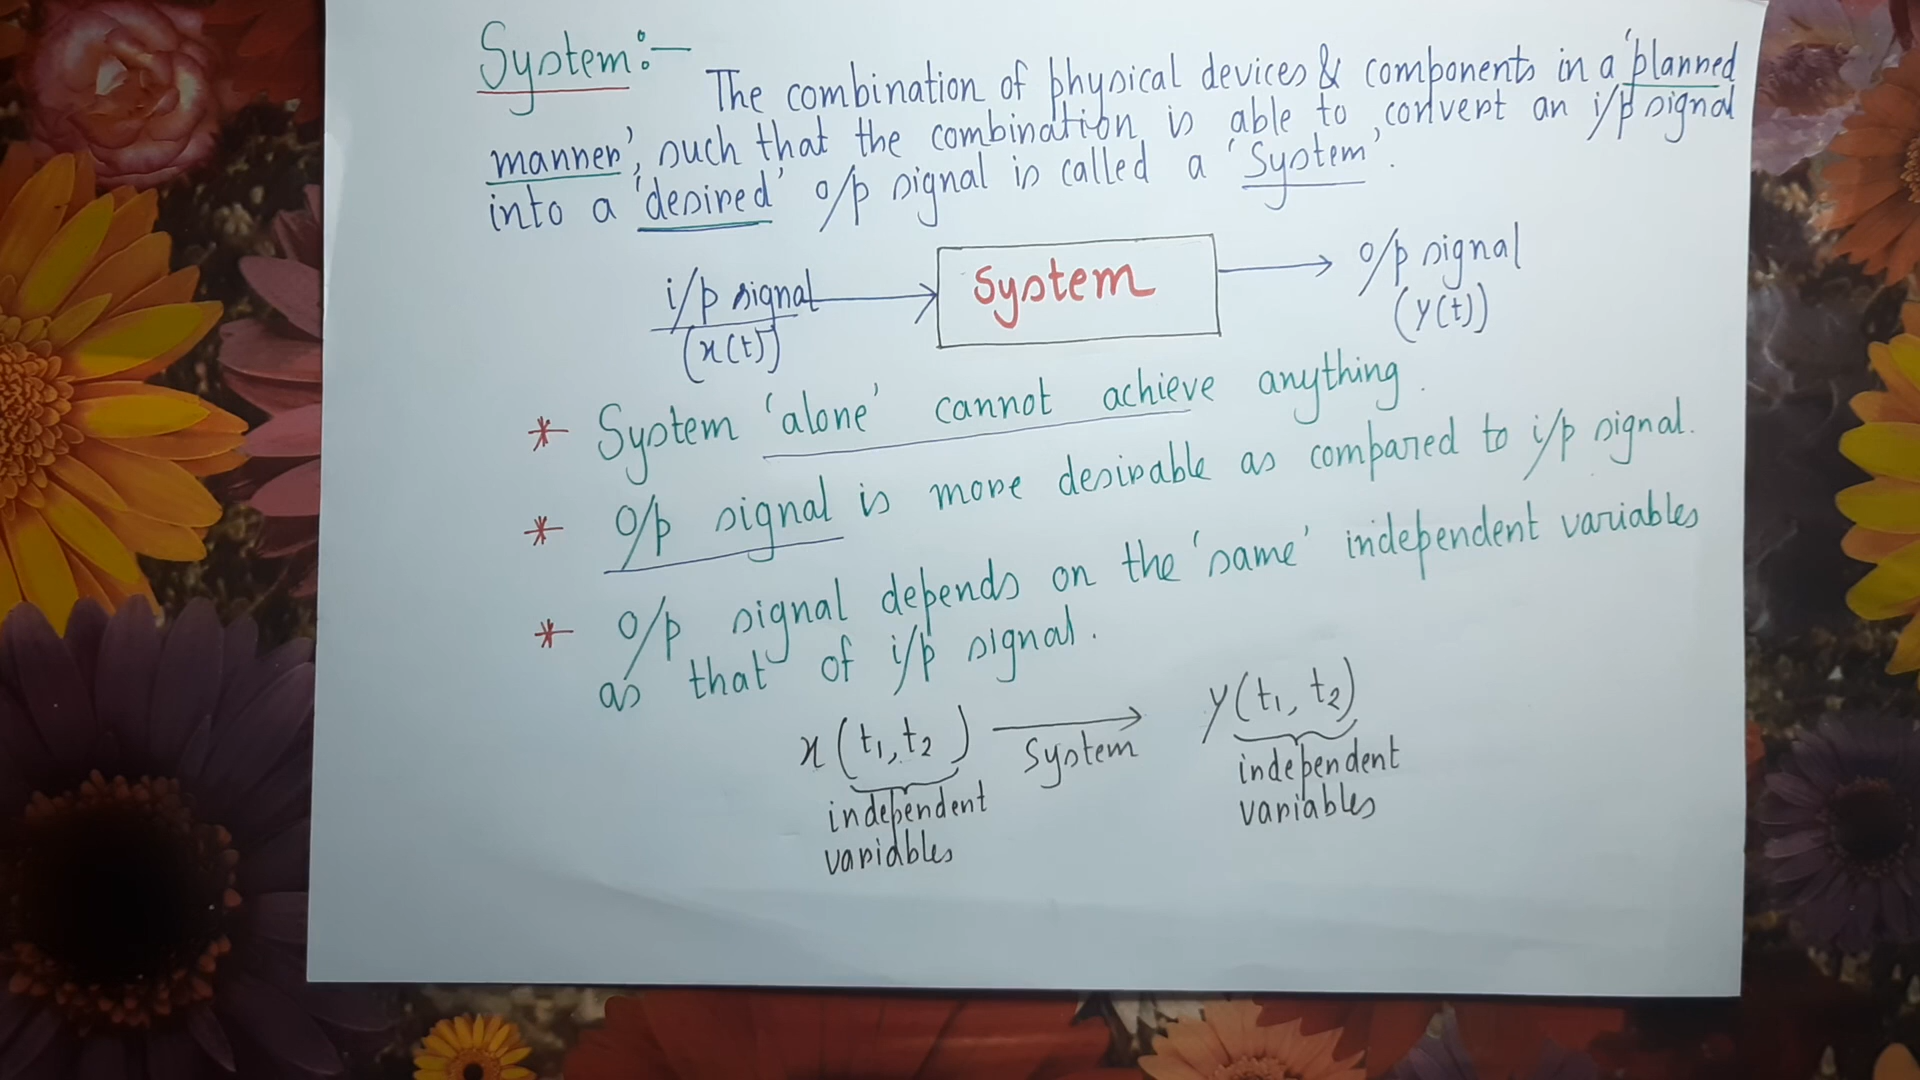 System:-
The combination of physical devices & components in a 'planned
manner', such that the combination is able to convert an i/p signal
into a 'desired' o/p signal is called a 'System'.
i/p signal
(x(t))
System
o/p signal
(y(t))
* System 'alone' cannot achieve anything.
* o/p signal is more desirable as compared to i/p signal.
* o/p signal depends on the 'same' independent variables
as that of i/p signal.
x(t1, t2) System y(t1, t2)
independent
variables
independent
variables